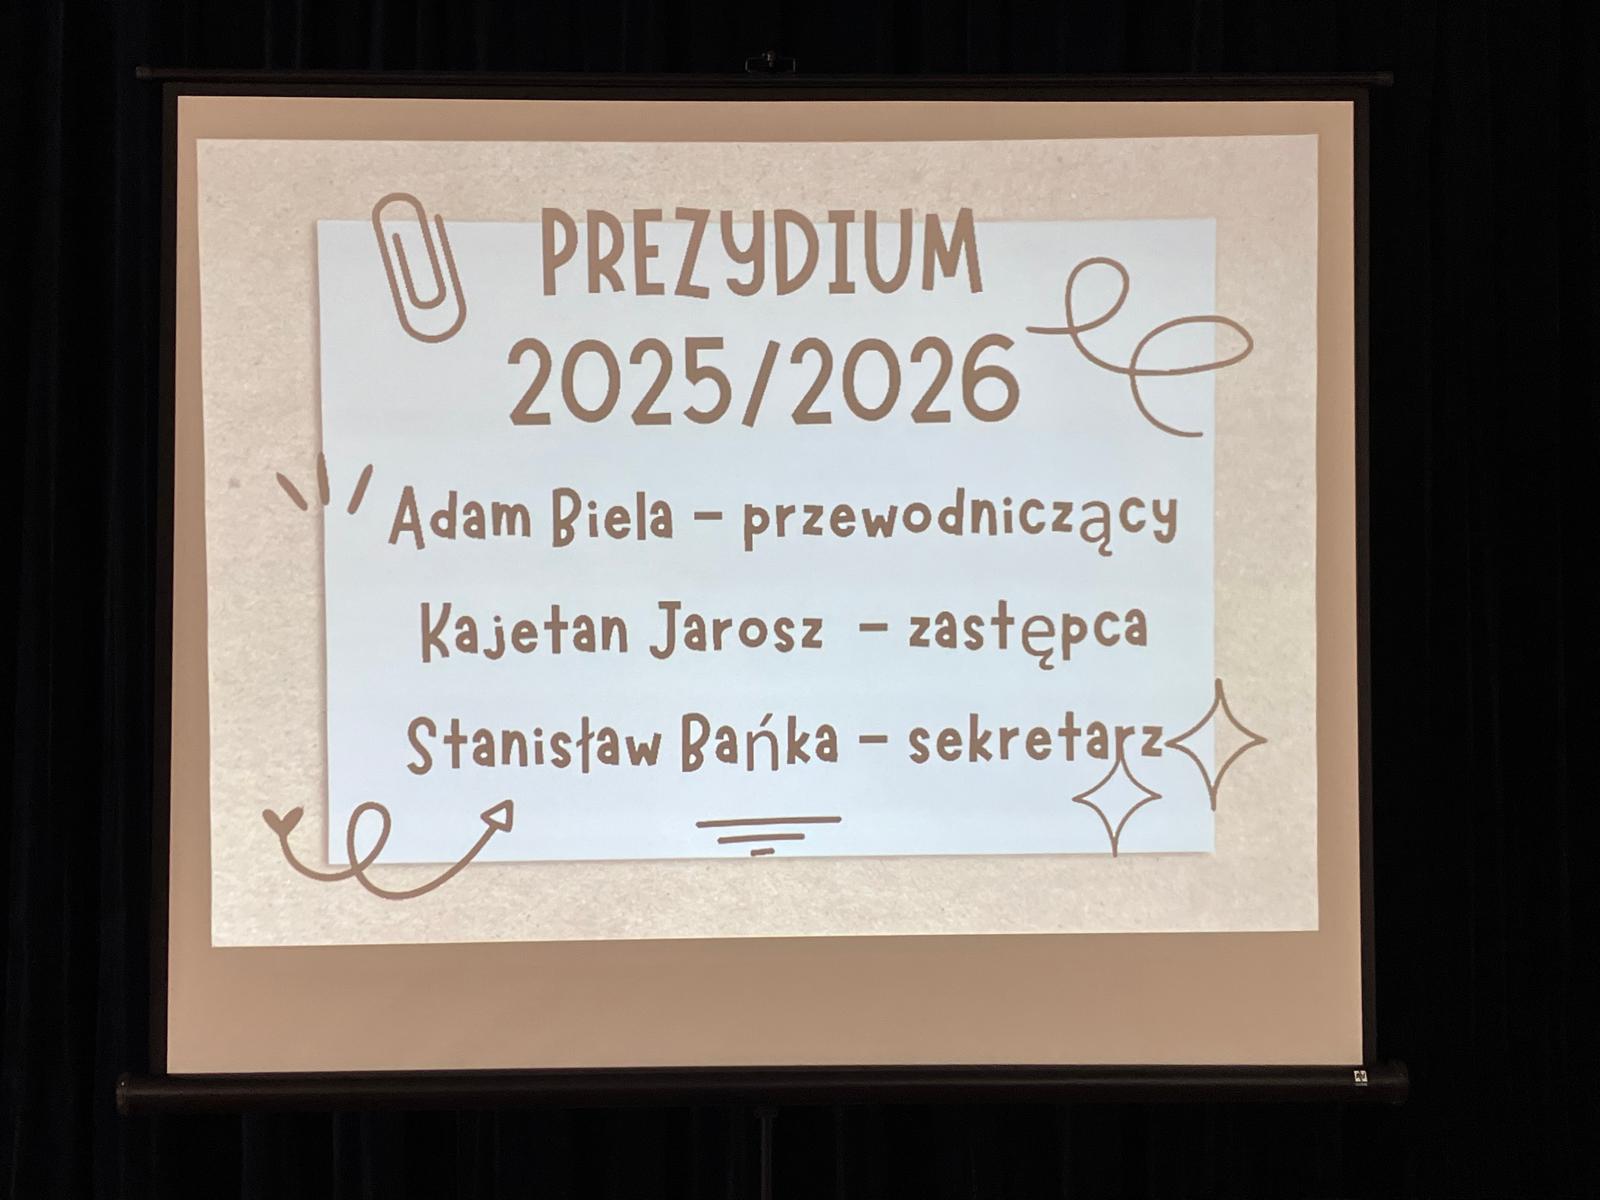 PREZYDIUM
2025/2026
Adam Biela - przewodniczący
Kajetan Jarosz - zastępca
Stanisław Bańka - sekretarz